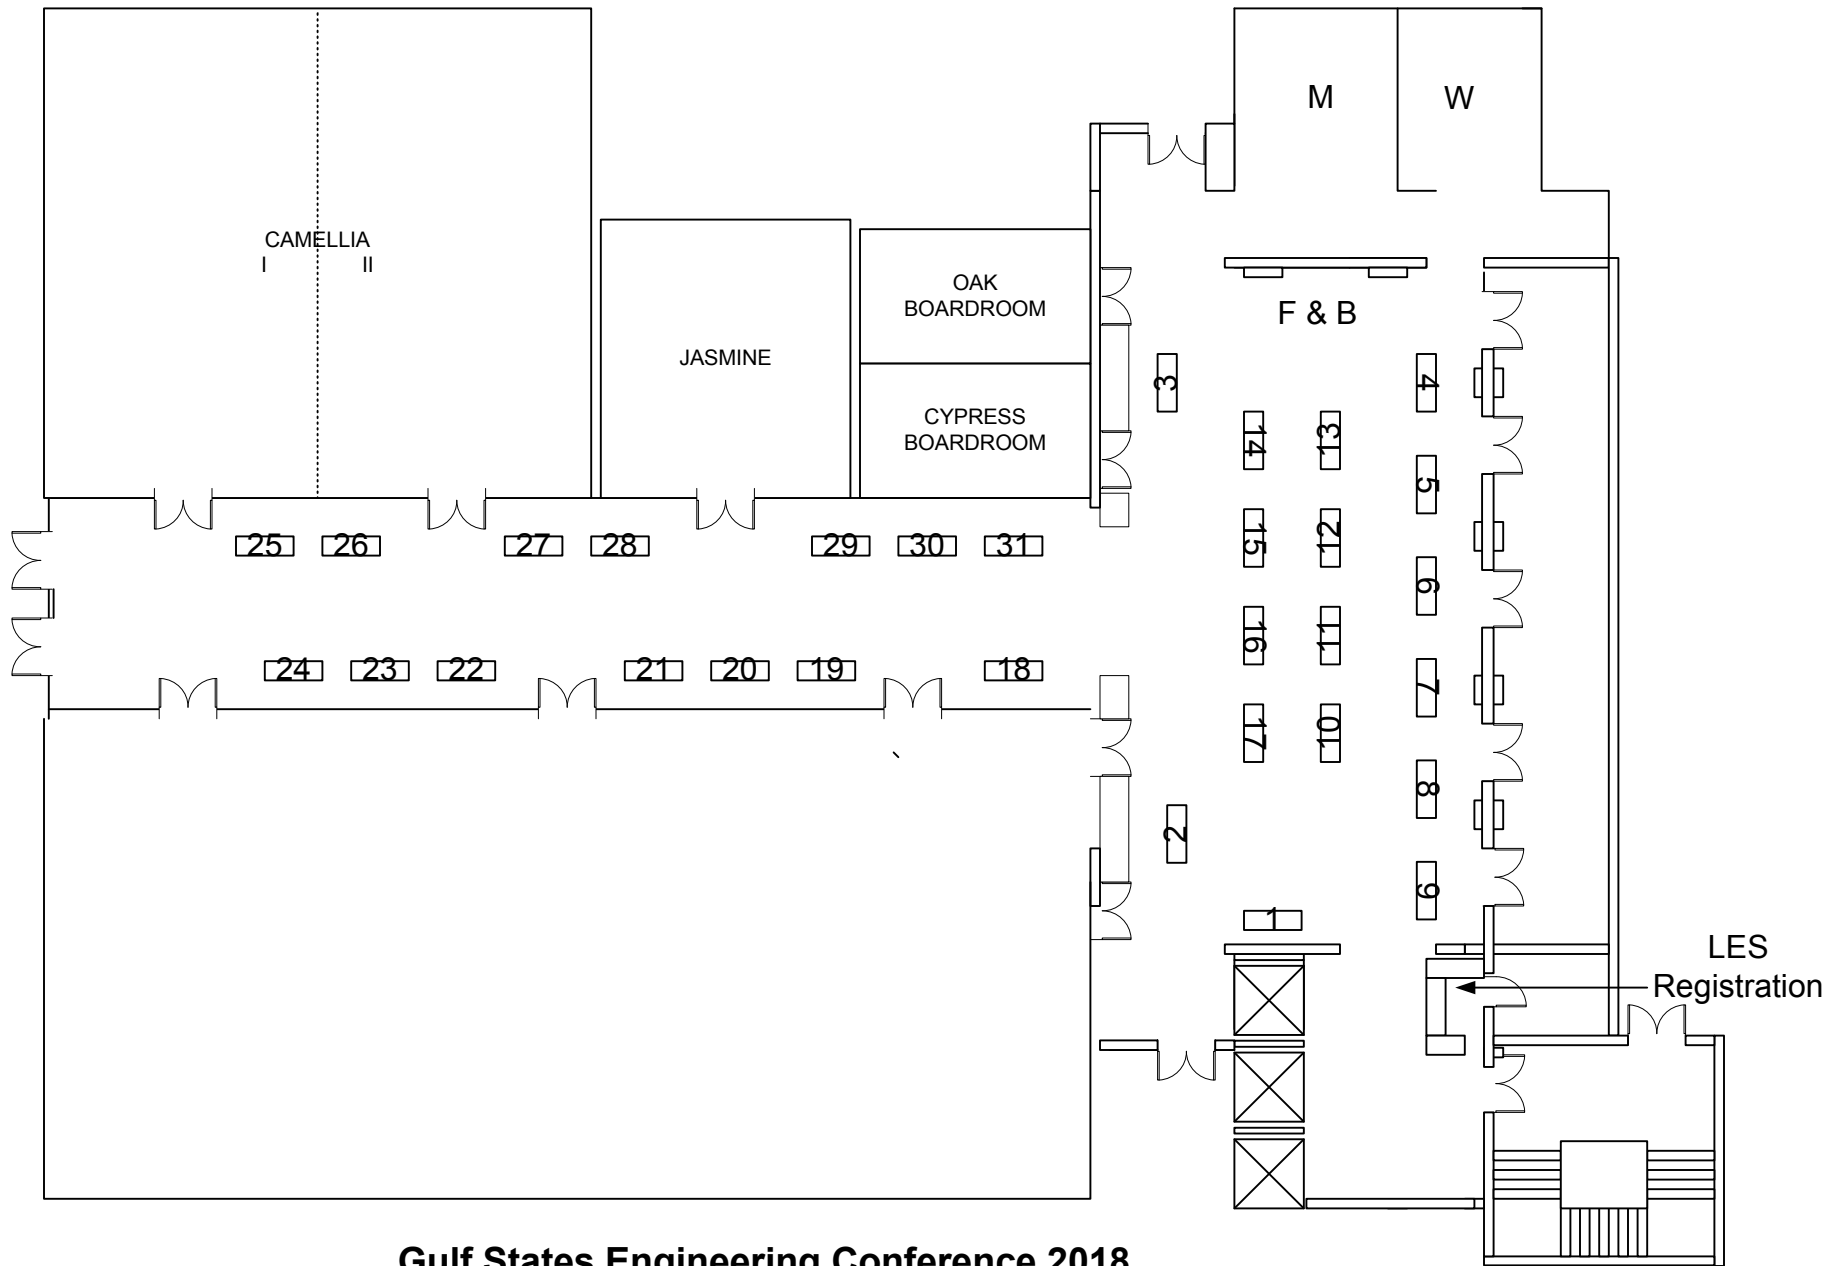 M
W
CAMELLIA
I II
OAK
BOARDROOM
F & B
JASMINE
3
4
CYPRESS
BOARDROOM
14
13
5
25
26
27
28
29
30
31
15
12
6
16
11
24
23
22
21
20
19
18
7
17
10
8
2
9
1
LES
Registration
Gulf States Engineering Conference 2018